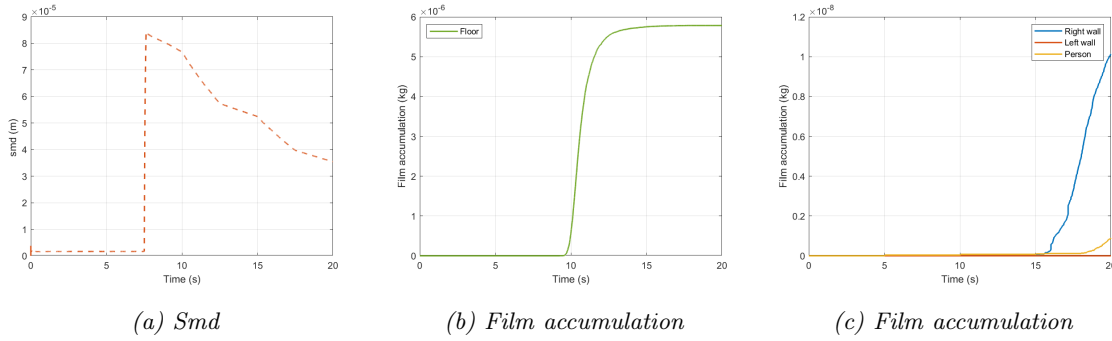 ×10⁻⁵
9
8
7
6
5
4
3
2
1
0
smd (m)
0 5 10 15 20
Time (s)
(a) Smd
×10⁻⁶
6
5
4
3
2
1
0
Film accumulation (kg)
Floor
0 5 10 15 20
Time (s)
(b) Film accumulation
×10⁻⁸
1.2
1
0.8
0.6
0.4
0.2
0
Film accumulation (kg)
Right wall
Left wall
Person
0 5 10 15 20
Time (s)
(c) Film accumulation